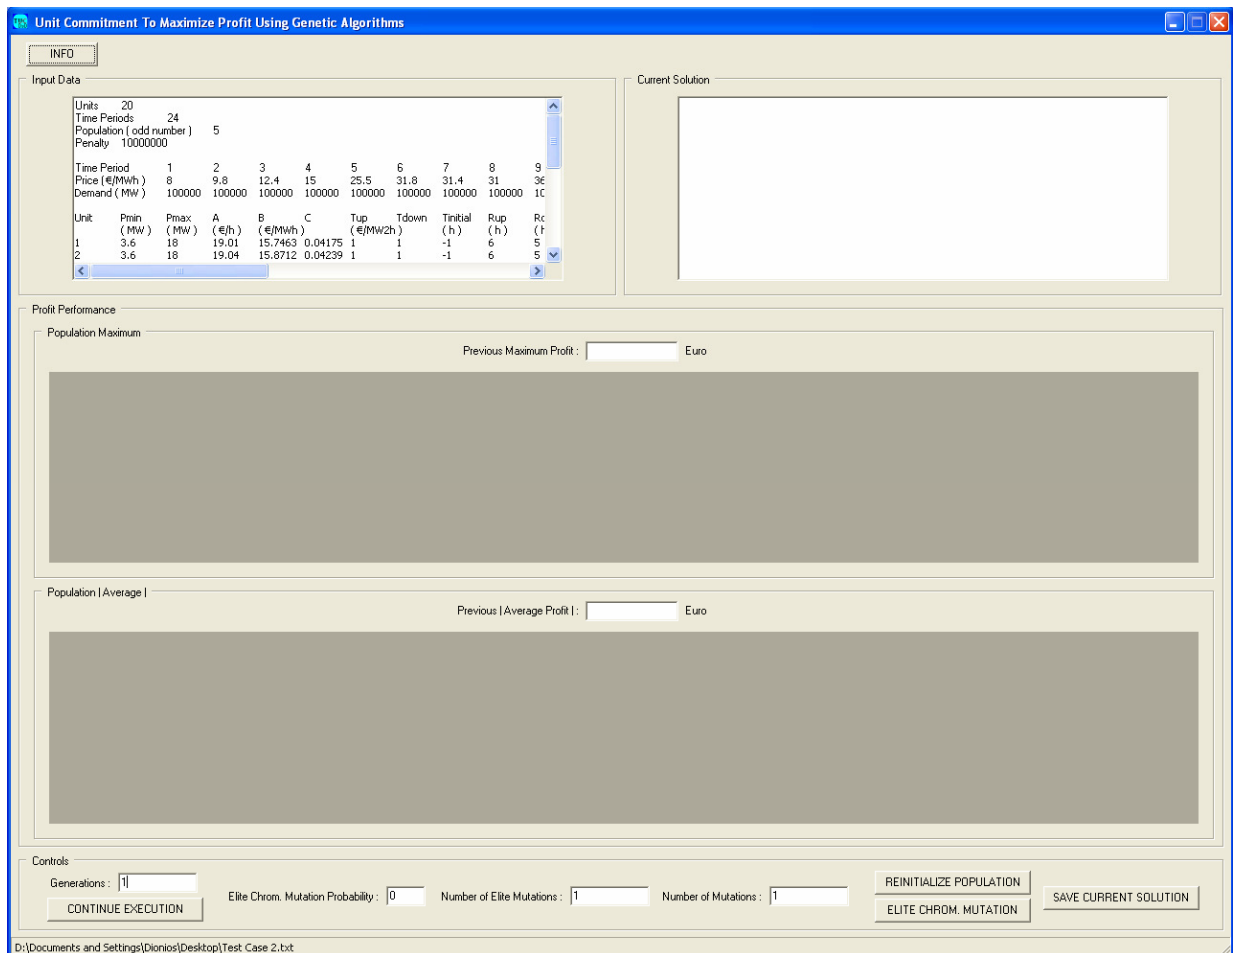 Unit Commitment To Maximize Profit Using Genetic Algorithms
INFO
Input Data
Units 20
Time Periods 24
Population ( odd number ) 5
Penalty 10000000
Time Period 1 2 3 4 5 6 7 8 9
Price (€/MWh ) 8 9.8 12.4 15 25.5 31.8 31.4 31 36
Demand ( MW ) 100000 100000 100000 100000 100000 100000 100000 100000 10
Unit Pmin Pmax A B C Tup Tdown Tinitial Rup
( MW ) ( MW ) ( €/h ) ( €/MWh ) ( €/MW2h ) ( h ) ( h )
1 3.6 18 19.01 15.7463 0.04175 1 1 -1 6 5
2 3.6 18 19.04 15.8712 0.04239 1 1 -1 6 5
Current Solution
Profit Performance
Population Maximum
Previous Maximum Profit : Euro
Population | Average |
Previous | Average Profit | : Euro
Controls
Generations : 1
CONTINUE EXECUTION
Elite Chrom. Mutation Probability : 0
Number of Elite Mutations : 1
Number of Mutations : 1
REINITIALIZE POPULATION
ELITE CHROM. MUTATION
SAVE CURRENT SOLUTION
D:\Documents and Settings\Dionios\Desktop\Test Case 2.txt